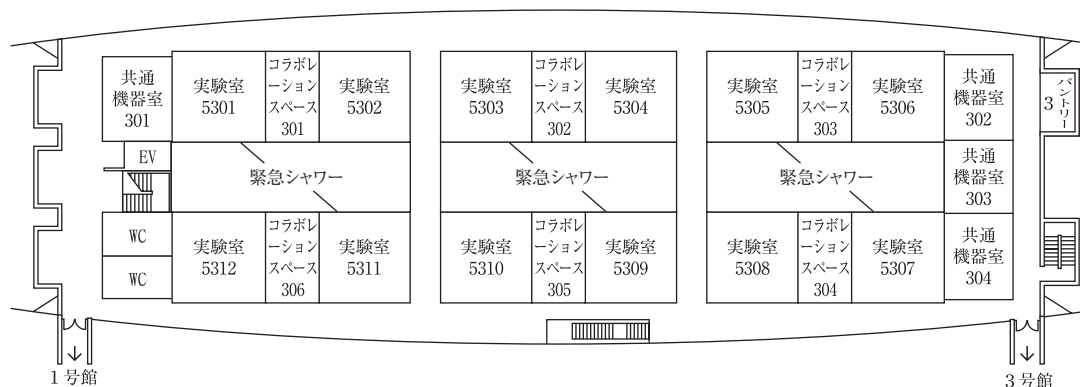 共通
機器室
301
実験室
5301
コラボレ
ーション
スペース
301
実験室
5302
実験室
5303
コラボレ
ーション
スペース
302
実験室
5304
実験室
5305
コラボレ
ーション
スペース
303
実験室
5306
共通
機器室
302
3
パントリー
EV
緊急シャワー
緊急シャワー
緊急シャワー
共通
機器室
303
WC
WC
実験室
5312
コラボレ
ーション
スペース
306
実験室
5311
実験室
5310
コラボレ
ーション
スペース
305
実験室
5309
実験室
5308
コラボレ
ーション
スペース
304
実験室
5307
共通
機器室
304
1号館
3号館